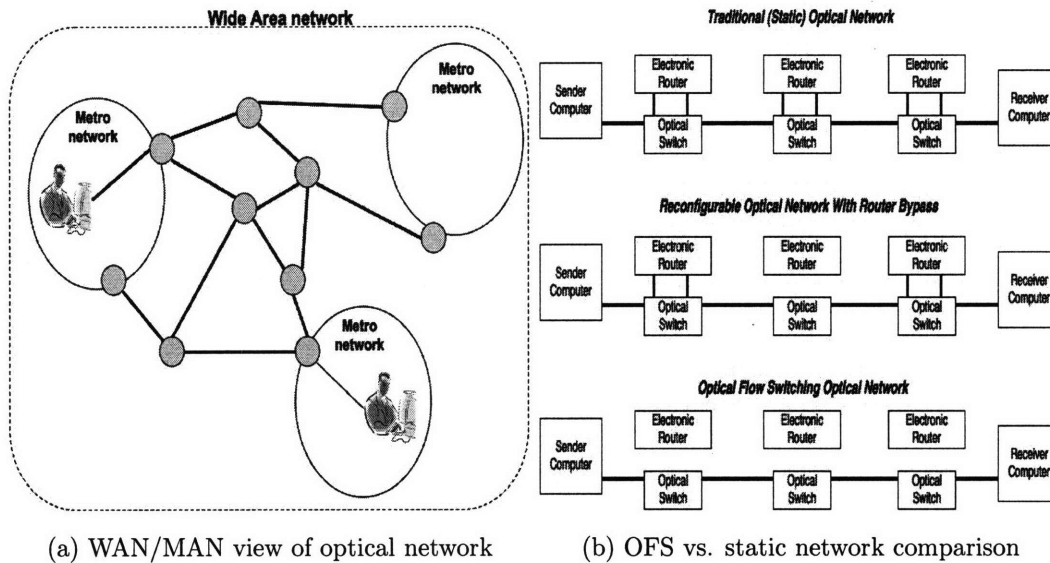 Wide Area network
Metro
network
Metro
network
Metro
network
(a) WAN/MAN view of optical network
Traditional (Static) Optical Network
Sender
Computer
Electronic
Router
Optical
Switch
Electronic
Router
Optical
Switch
Electronic
Router
Optical
Switch
Receiver
Computer
Reconfigurable Optical Network With Router Bypass
Sender
Computer
Electronic
Router
Optical
Switch
Electronic
Router
Optical
Switch
Electronic
Router
Optical
Switch
Receiver
Computer
Optical Flow Switching Optical Network
Sender
Computer
Electronic
Router
Optical
Switch
Electronic
Router
Optical
Switch
Electronic
Router
Optical
Switch
Receiver
Computer
(b) OFS vs. static network comparison